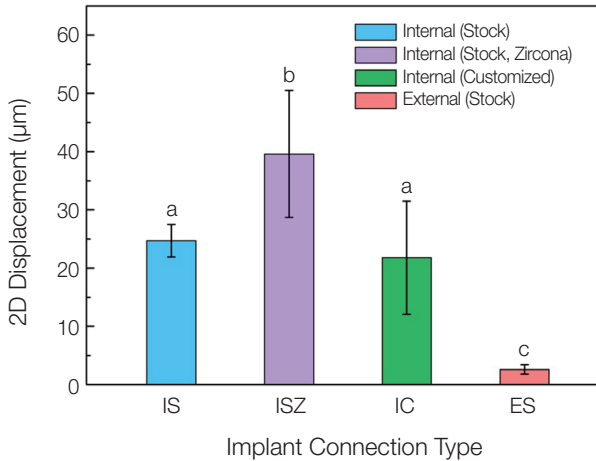 60
50
40
30
20
10
0
2D Displacement (µm)
Internal (Stock)
Internal (Stock, Zircona)
Internal (Customized)
External (Stock)
a
b
a
c
IS ISZ IC ES
Implant Connection Type